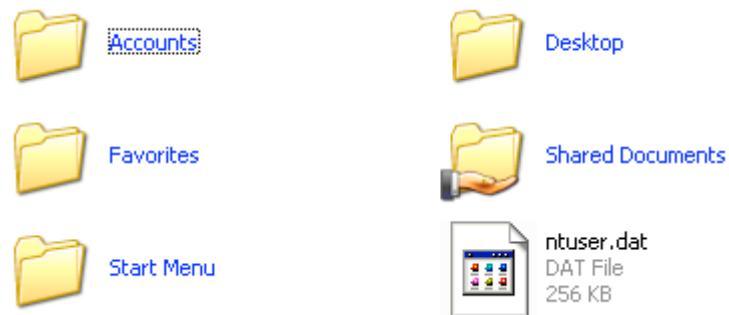 Accounts
Desktop
Favorites
Shared Documents
Start Menu
ntuser.dat
DAT File
256 KB